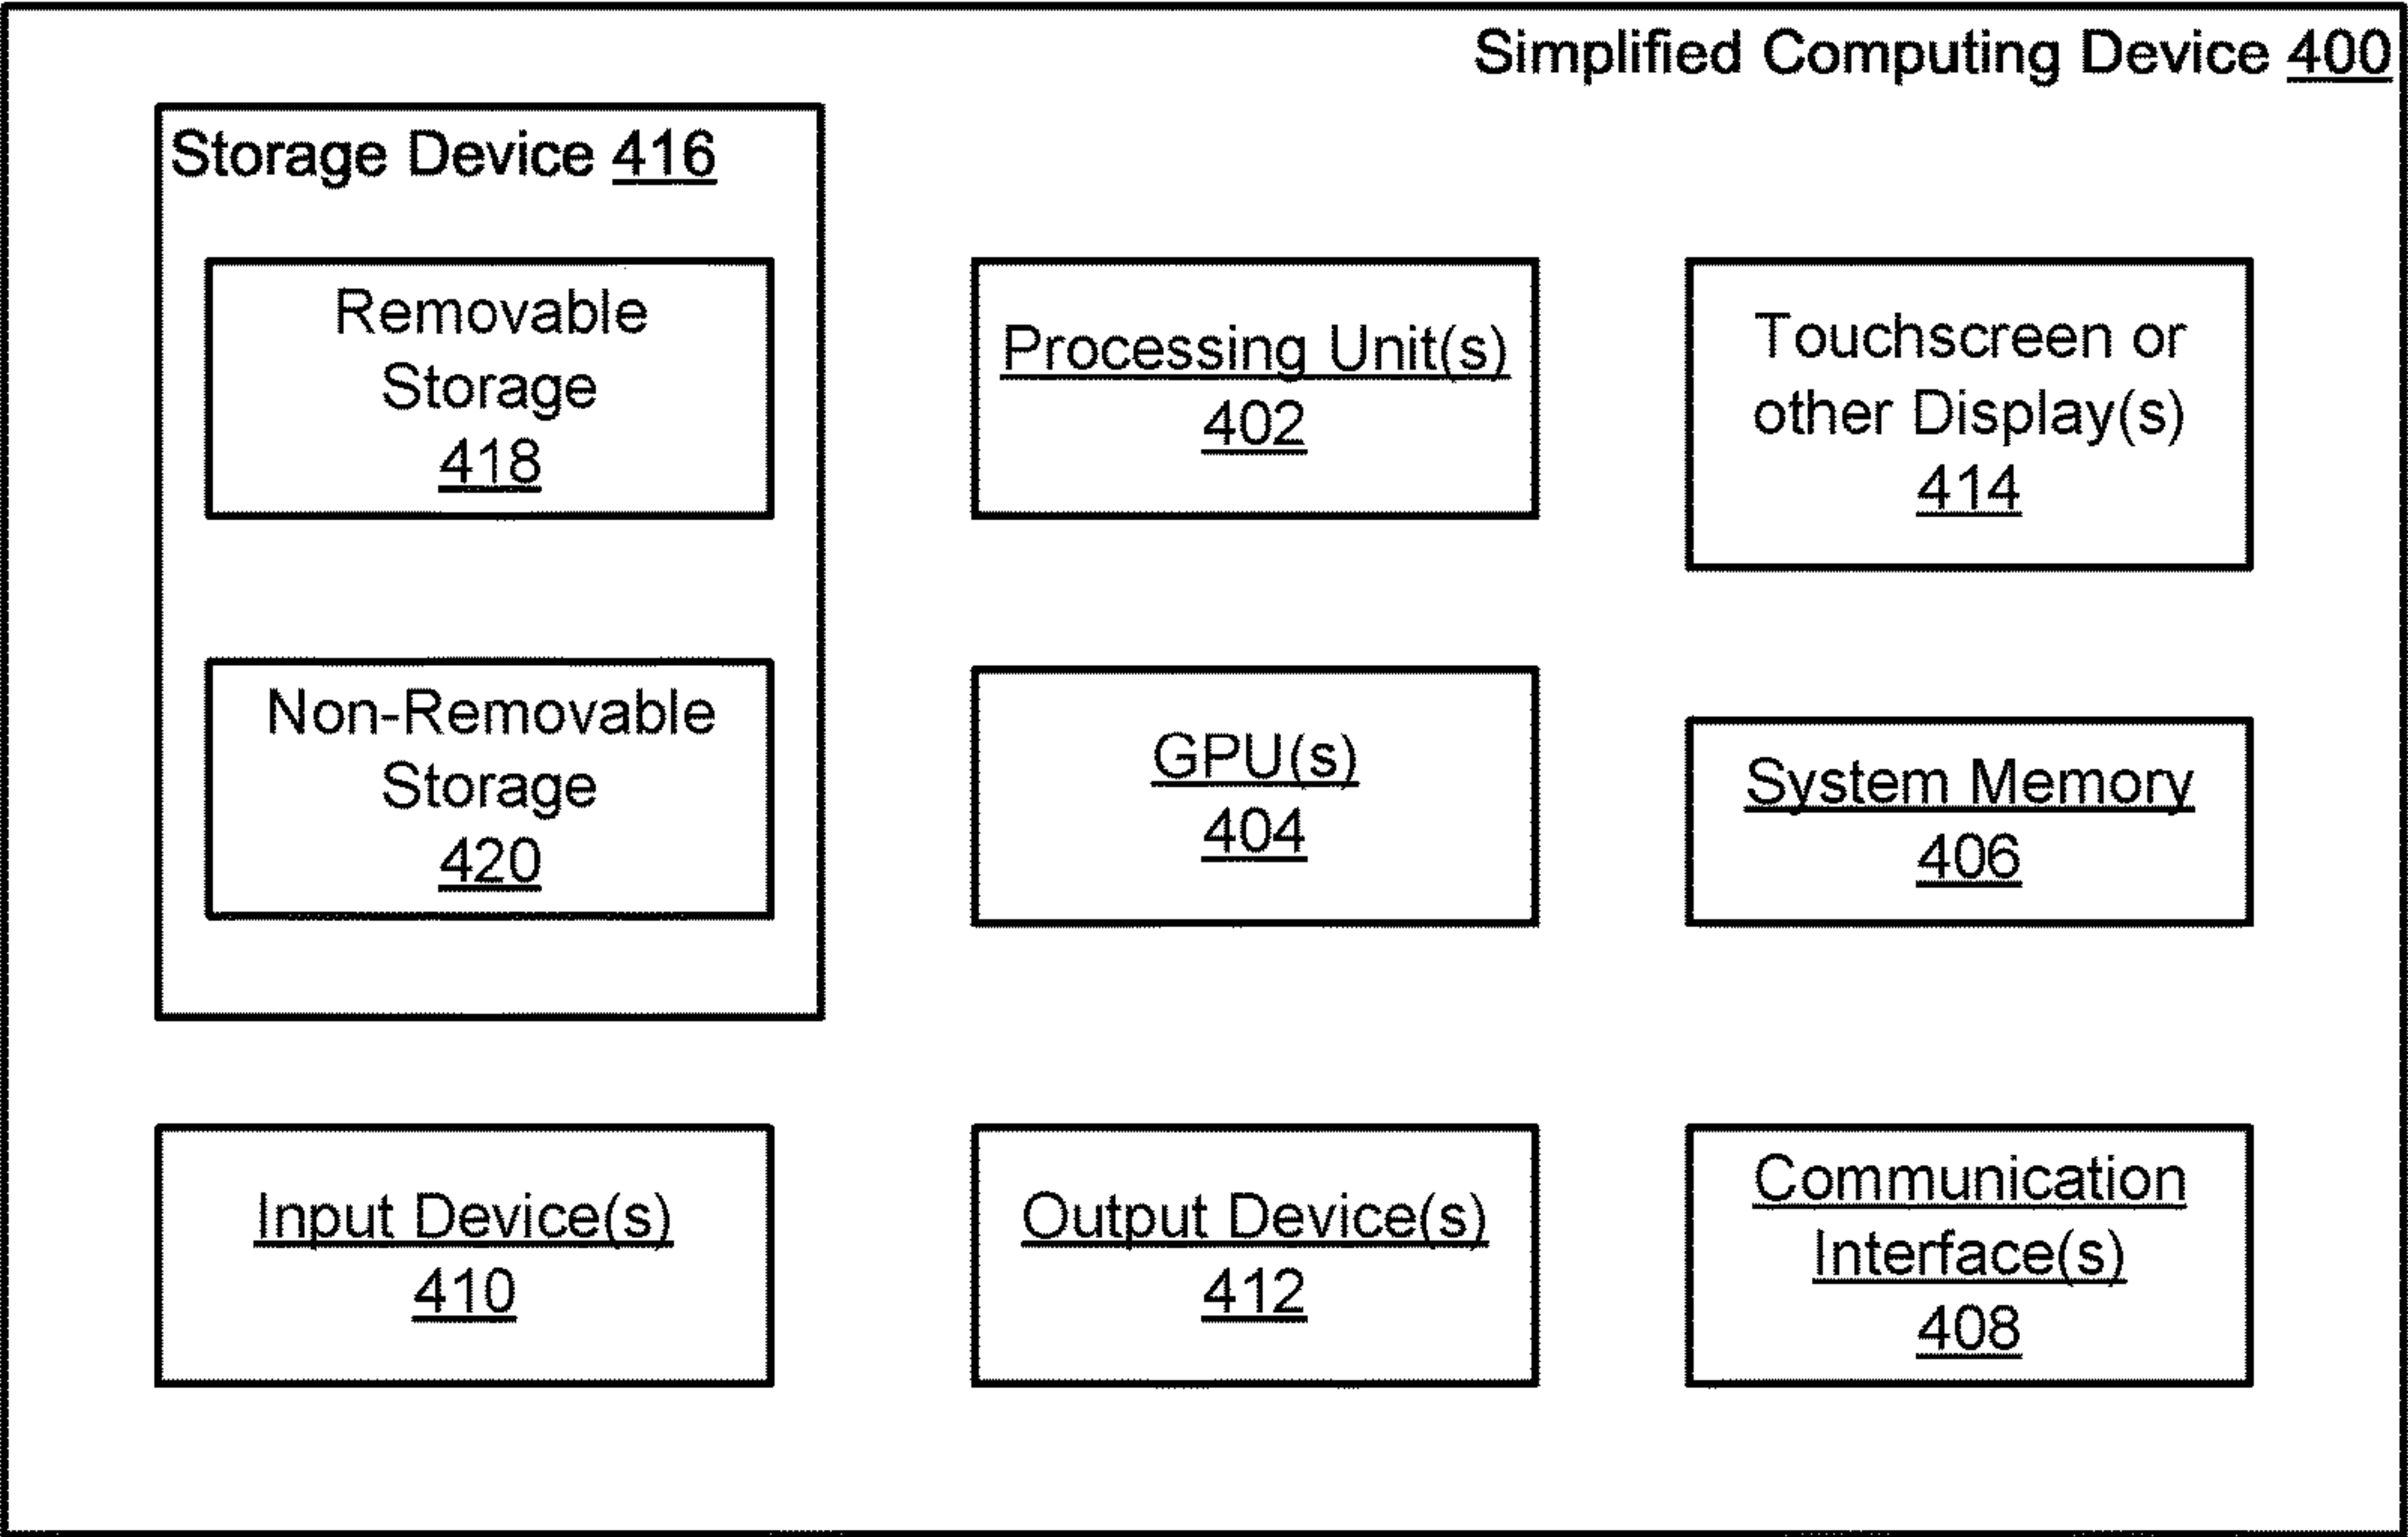 Simplified Computing Device 400
Storage Device 416
Removable
Storage
418
Processing Unit(s)
402
Touchscreen or
other Display(s)
414
Non-Removable
Storage
420
GPU(s)
404
System Memory
406
Input Device(s)
410
Output Device(s)
412
Communication
Interface(s)
408